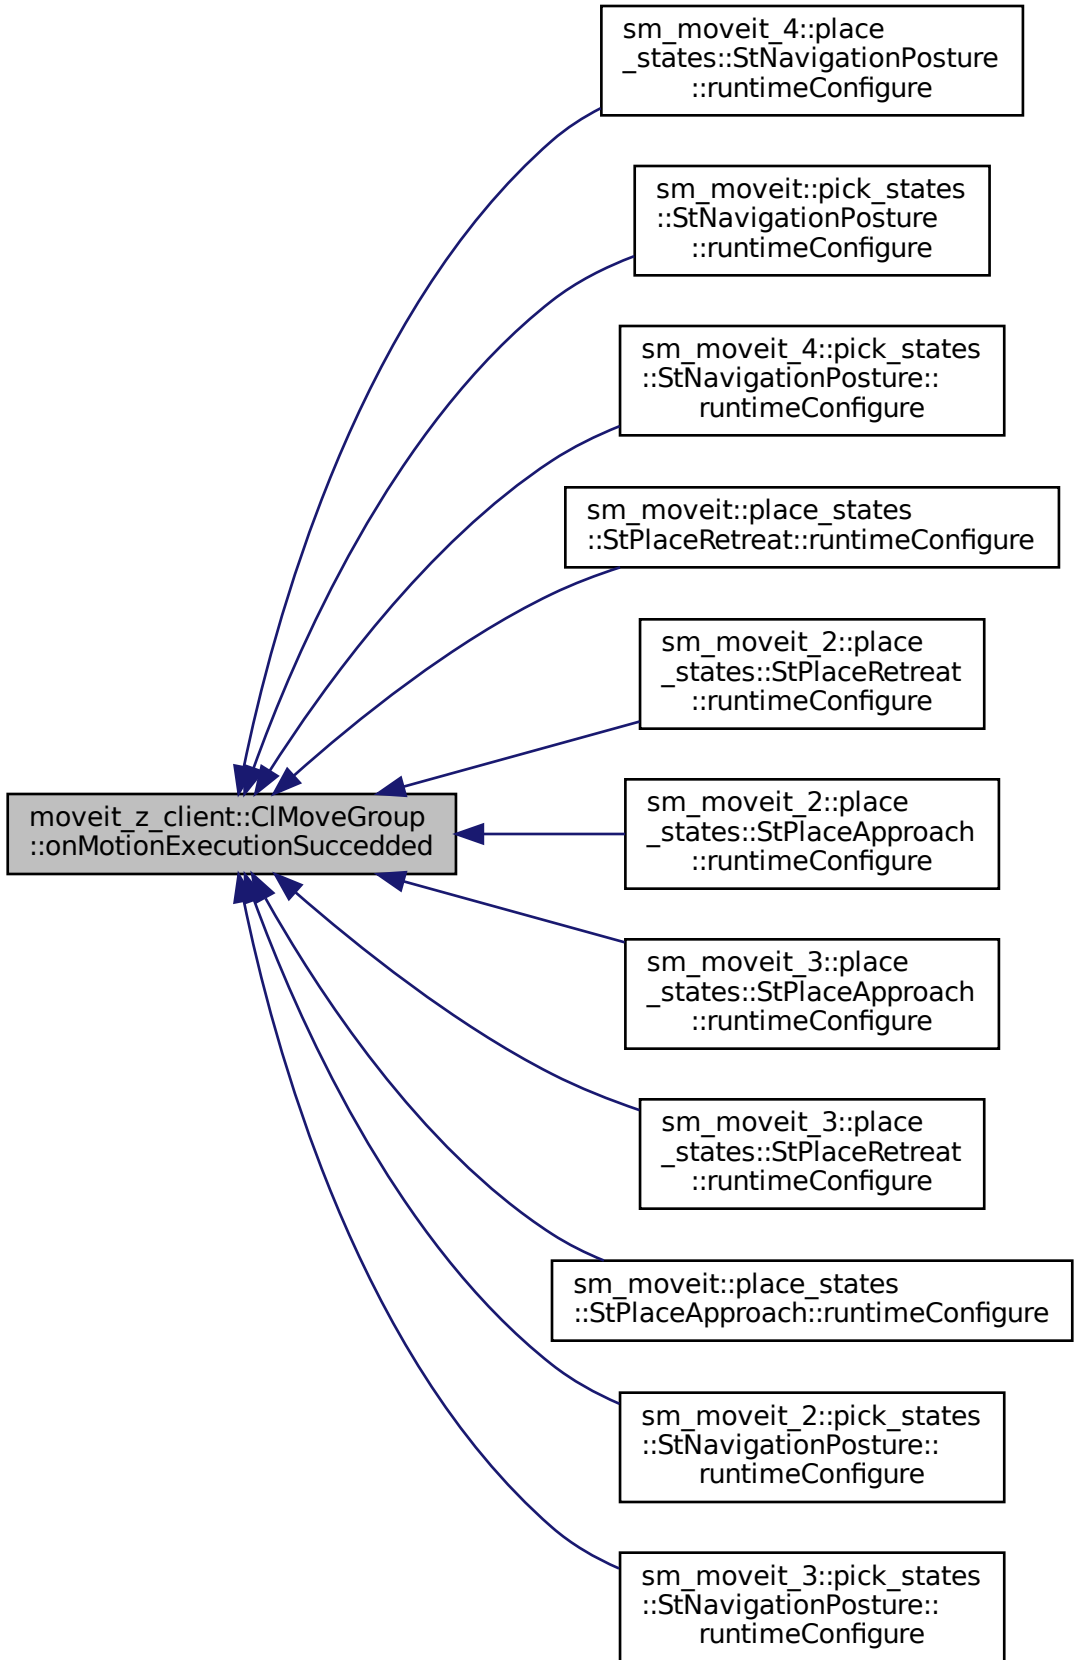 sm_moveit_4::place
_states::StNavigationPosture
::runtimeConfigure
sm_moveit::pick_states
::StNavigationPosture
::runtimeConfigure
sm_moveit_4::pick_states
::StNavigationPosture::
runtimeConfigure
sm_moveit::place_states
::StPlaceRetreat::runtimeConfigure
sm_moveit_2::place
_states::StPlaceRetreat
::runtimeConfigure
moveit_z_client::ClMoveGroup
::onMotionExecutionSuccedded
sm_moveit_2::place
_states::StPlaceApproach
::runtimeConfigure
sm_moveit_3::place
_states::StPlaceApproach
::runtimeConfigure
sm_moveit_3::place
_states::StPlaceRetreat
::runtimeConfigure
sm_moveit::place_states
::StPlaceApproach::runtimeConfigure
sm_moveit_2::pick_states
::StNavigationPosture::
runtimeConfigure
sm_moveit_3::pick_states
::StNavigationPosture::
runtimeConfigure